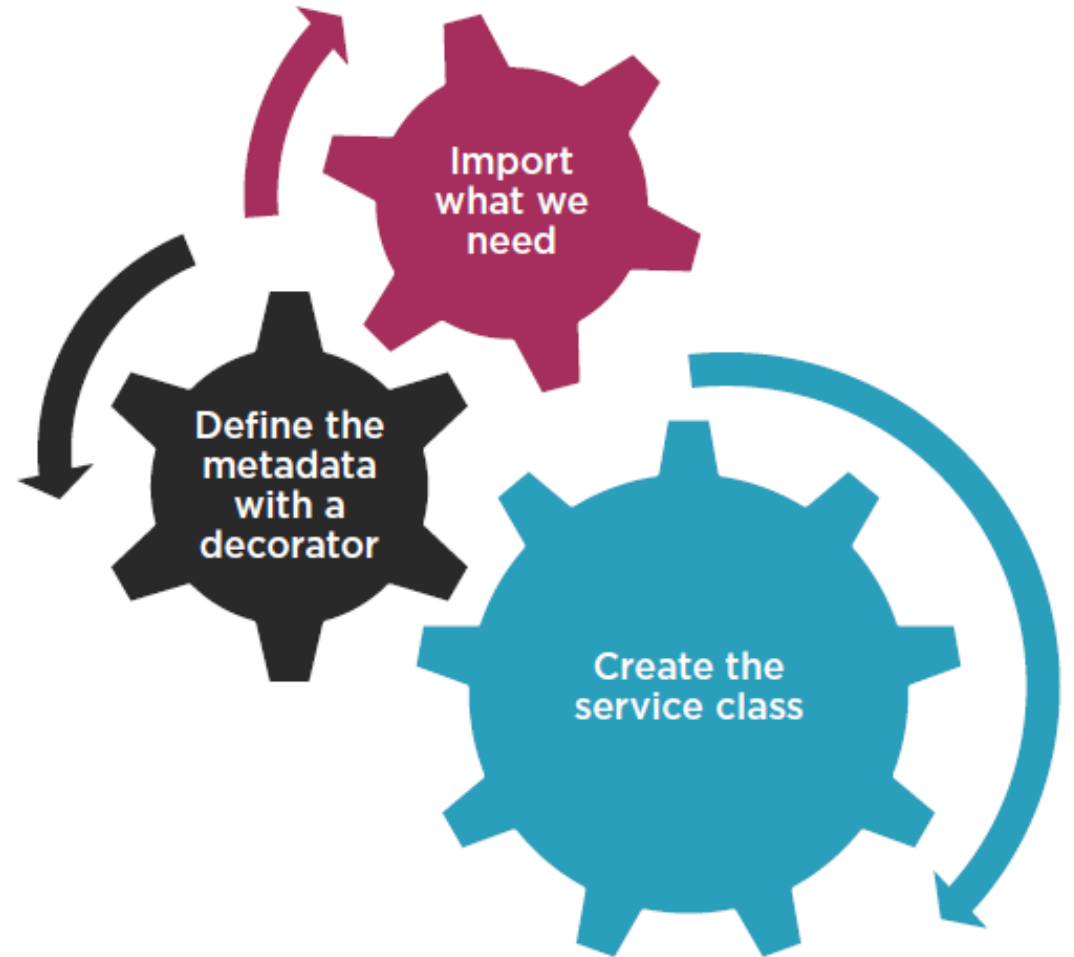 Import
what we
need
Define the
metadata
with a
decorator
Create the
service class